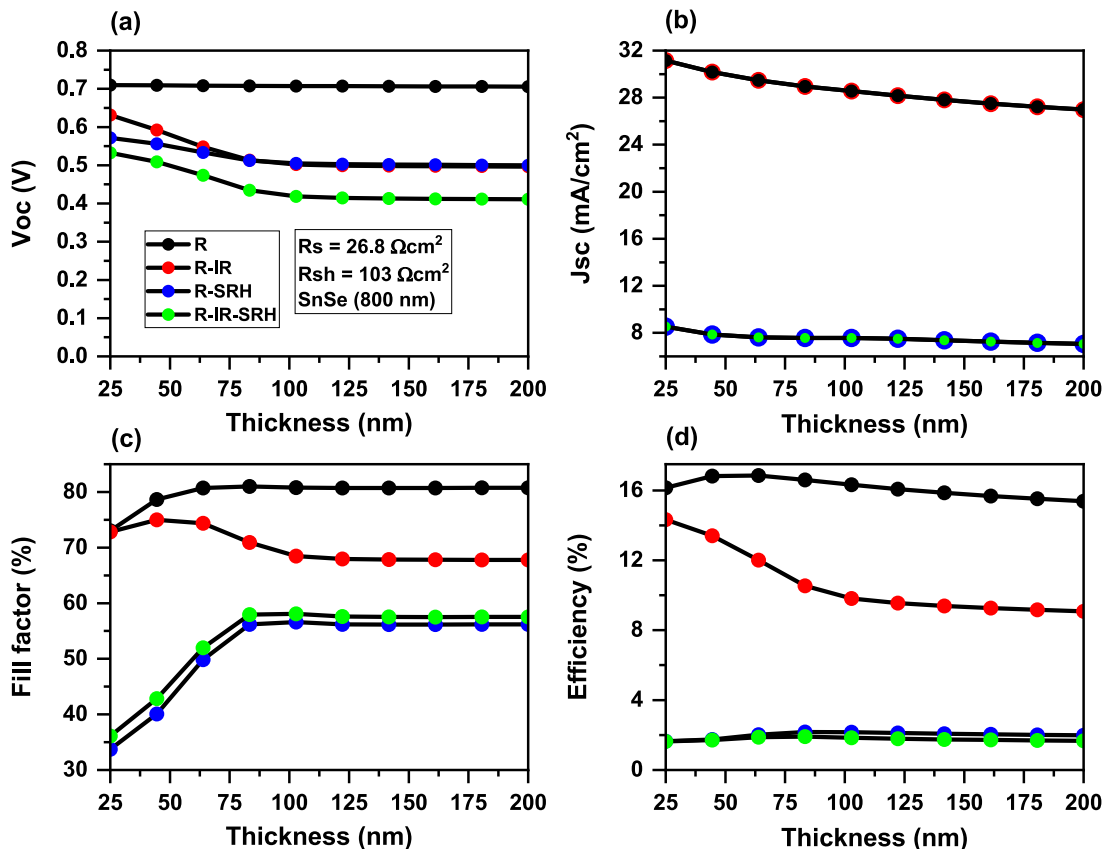 (a)
Voc (V)
0.8
0.7
0.6
0.5
0.4
0.3
0.2
0.1
0.0
R
R-IR
R-SRH
R-IR-SRH
Rs = 26.8 Ωcm²
Rsh = 103 Ωcm²
SnSe (800 nm)
25 50 75 100 125 150 175 200
Thickness (nm)
(b)
Jsc (mA/cm²)
32
28
24
20
16
12
8
25 50 75 100 125 150 175 200
Thickness (nm)
(c)
Fill factor (%)
80
70
60
50
40
30
25 50 75 100 125 150 175 200
Thickness (nm)
(d)
Efficiency (%)
16
12
8
4
0
25 50 75 100 125 150 175 200
Thickness (nm)